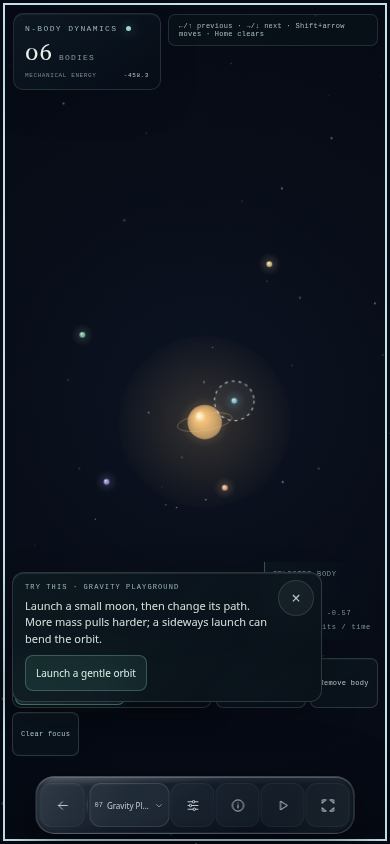 N-BODY DYNAMICS
06 BODIES
MECHANICAL ENERGY -458.3
←/↑ previous · →/↓ next · Shift+arrow
moves · Home clears
BODY
TRY THIS · GRAVITY PLAYGROUND
Launch a small moon, then change its path.
More mass pulls harder; a sideways launch can
bend the orbit.
-0.57
its / time
Launch a gentle orbit
Remove body
Clear focus
07 Gravity Pl...